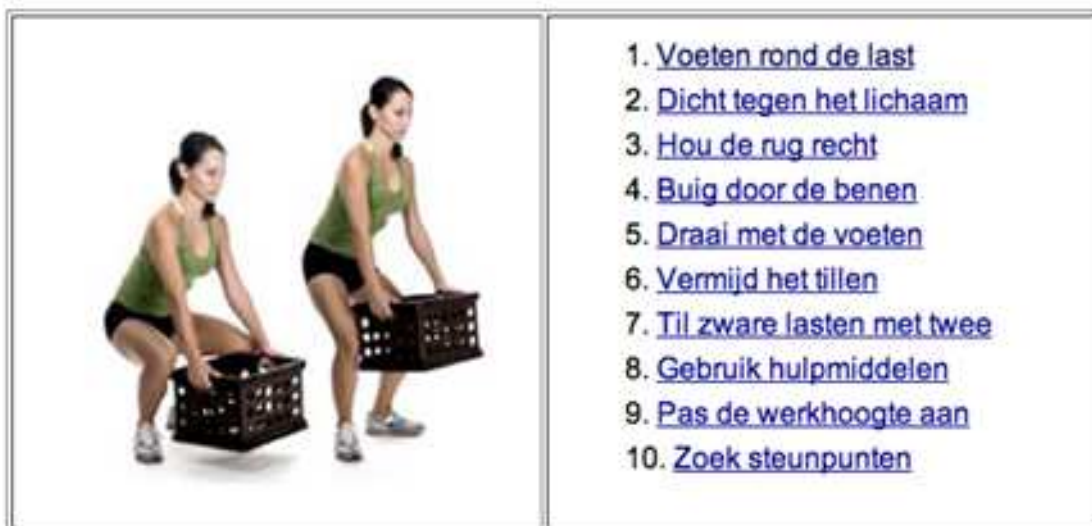 1. Voeten rond de last
2. Dicht tegen het lichaam
3. Hou de rug recht
4. Buig door de benen
5. Draai met de voeten
6. Vermijd het tillen
7. Til zware lasten met twee
8. Gebruik hulpmiddelen
9. Pas de werkhoogte aan
10. Zoek steunpunten